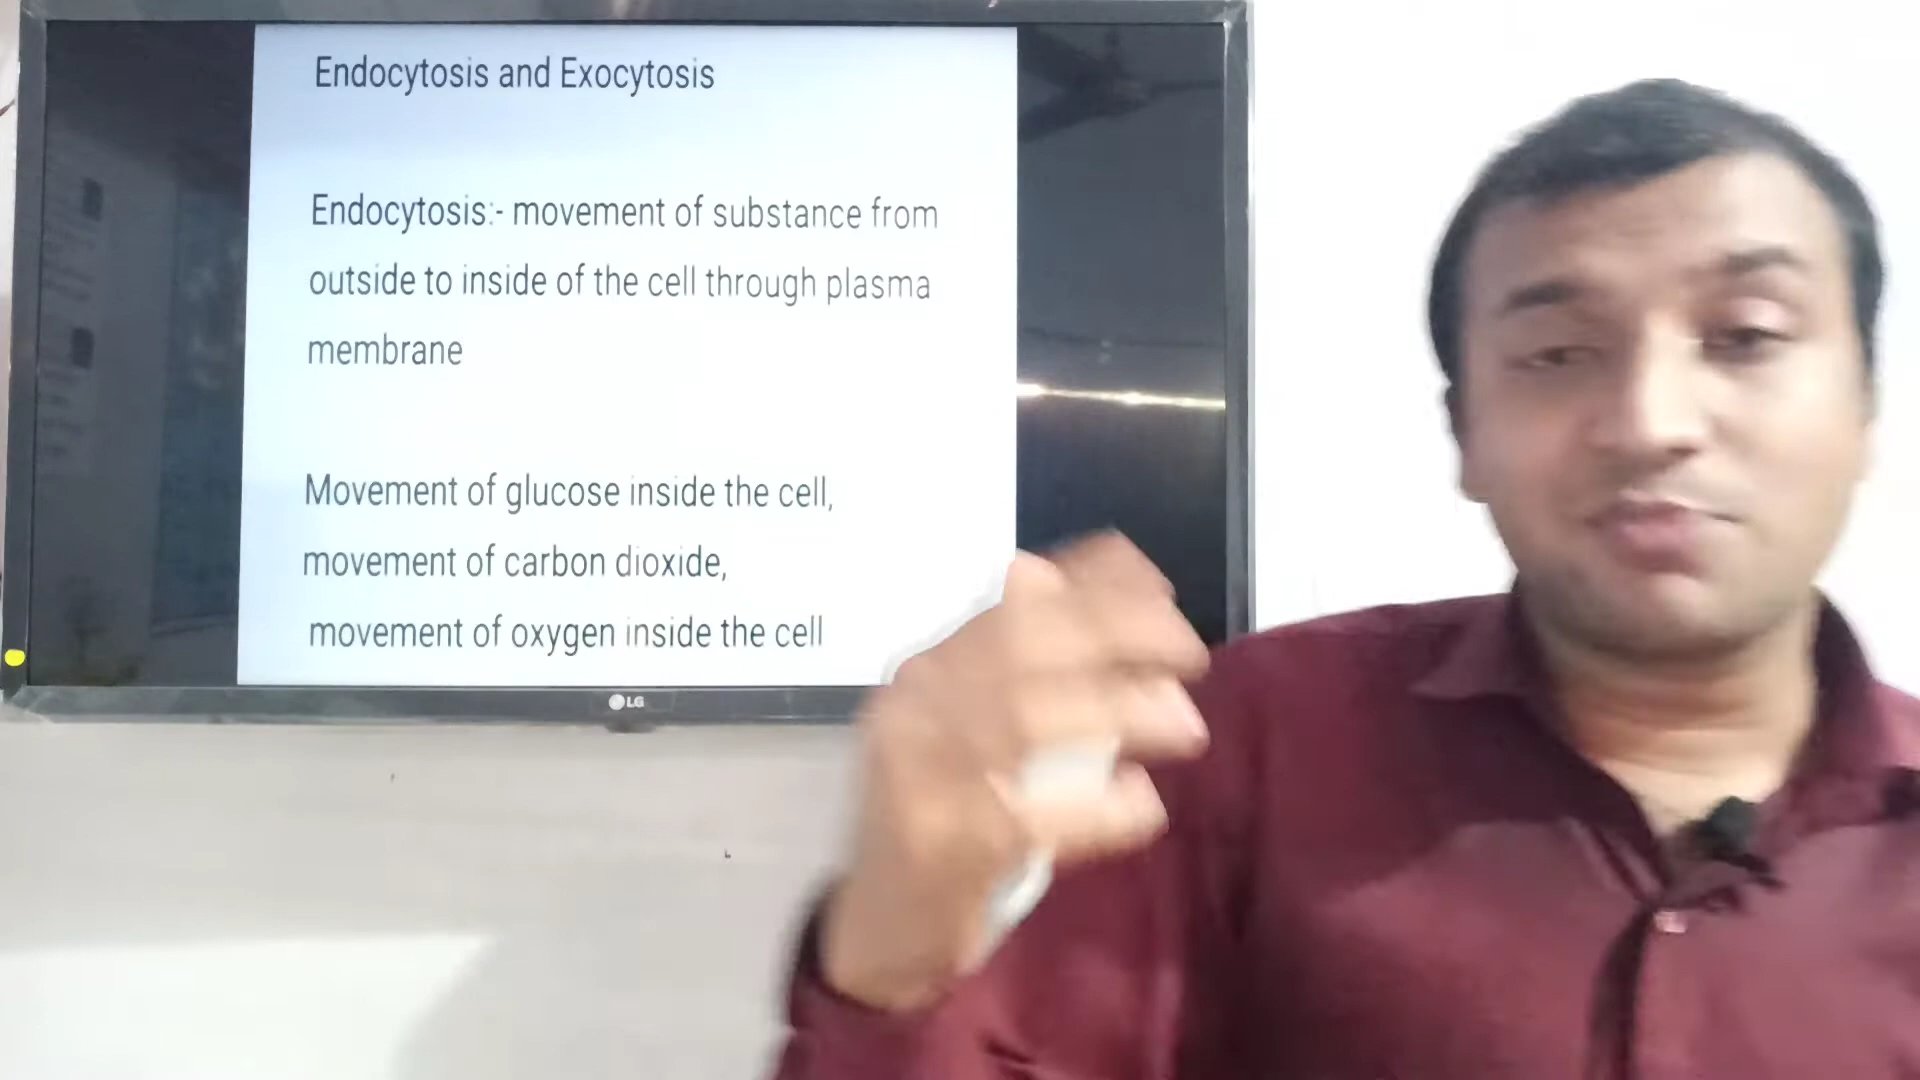 Endocytosis and Exocytosis
Endocytosis:- movement of substance from
outside to inside of the cell through plasma
membrane
Movement of glucose inside the cell,
movement of carbon dioxide,
movement of oxygen inside the cell
LG